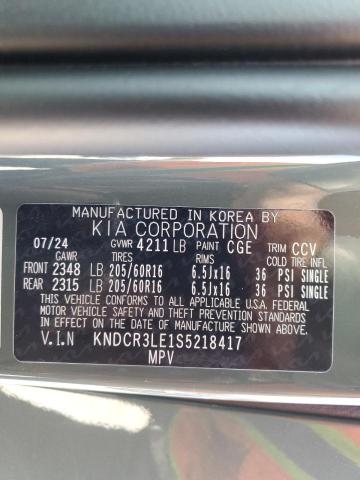 MANUFACTURED IN KOREA BY
KIA CORPORATION
07/24 GVWR 4211 LB PAINT CGE TRIM CCV
GAWR TIRES RIMS COLD TIRE INFL
FRONT 2348 LB 205/60R16 6.5Jx16 36 PSI SINGLE
REAR 2315 LB 205/60R16 6.5Jx16 36 PSI SINGLE
THIS VEHICLE CONFORMS TO ALL APPLICABLE U.S.A. FEDERAL
MOTOR VEHICLE SAFETY, BUMPER, AND THEFT PREVENTION
STANDARDS IN EFFECT ON THE DATE OF MANUFACTURE SHOWN ABOVE.
V.I.N KNDCR3LE1S5218417
MPV